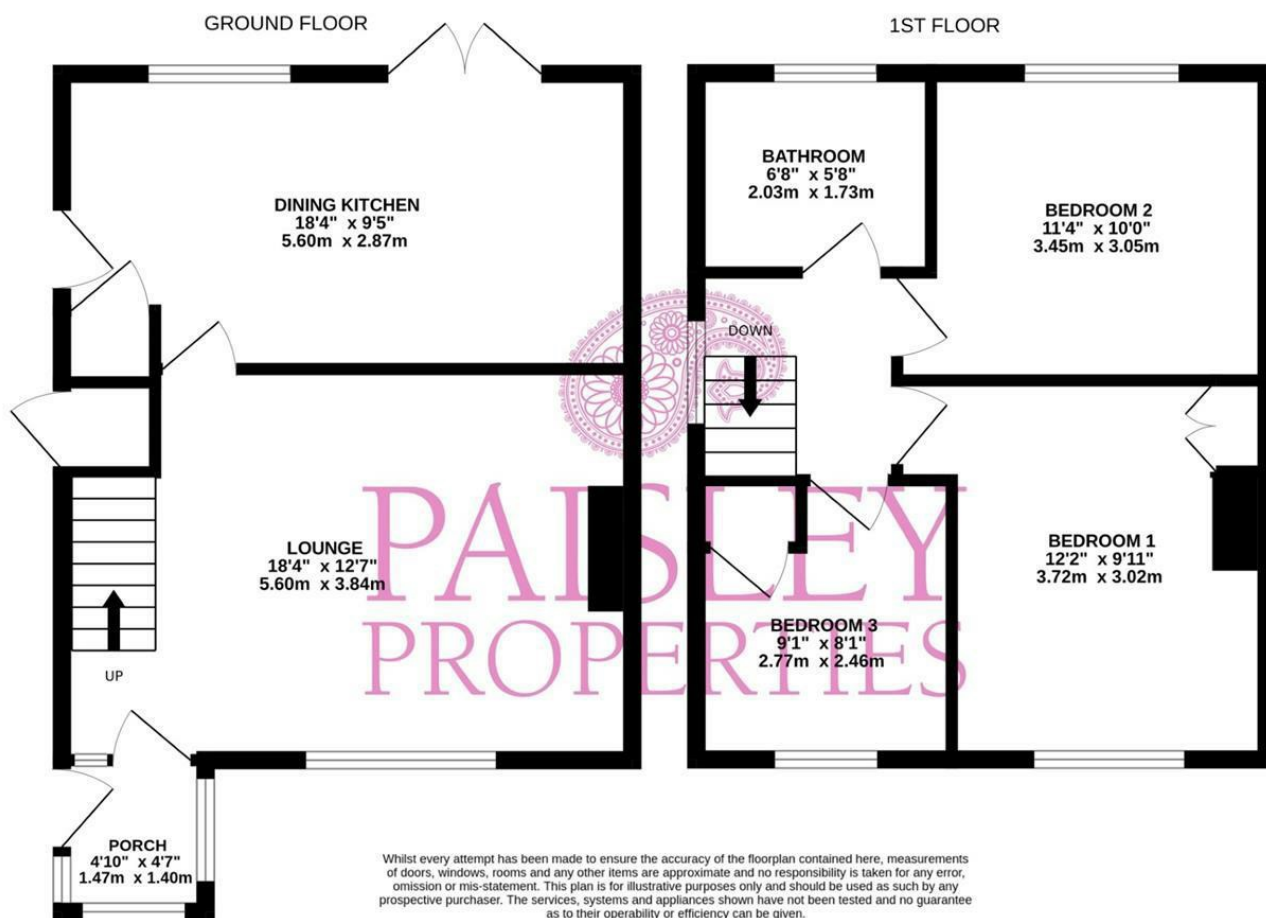 GROUND FLOOR
DINING KITCHEN
18'4" x 9'5"
5.60m x 2.87m
LOUNGE
18'4" x 12'7"
5.60m x 3.84m
UP
PORCH
4'10" x 4'7"
1.47m x 1.40m
1ST FLOOR
BATHROOM
6'8" x 5'8"
2.03m x 1.73m
BEDROOM 2
11'4" x 10'0"
3.45m x 3.05m
DOWN
BEDROOM 1
12'2" x 9'11"
3.72m x 3.02m
BEDROOM 3
9'1" x 8'1"
2.77m x 2.46m
PAISLEY
PROPERTIES
Whilst every attempt has been made to ensure the accuracy of the floorplan contained here, measurements
of doors, windows, rooms and any other items are approximate and no responsibility is taken for any error,
omission or mis-statement. This plan is for illustrative purposes only and should be used as such by any
prospective purchaser. The services, systems and appliances shown have not been tested and no guarantee
as to their operability or efficiency can be given.